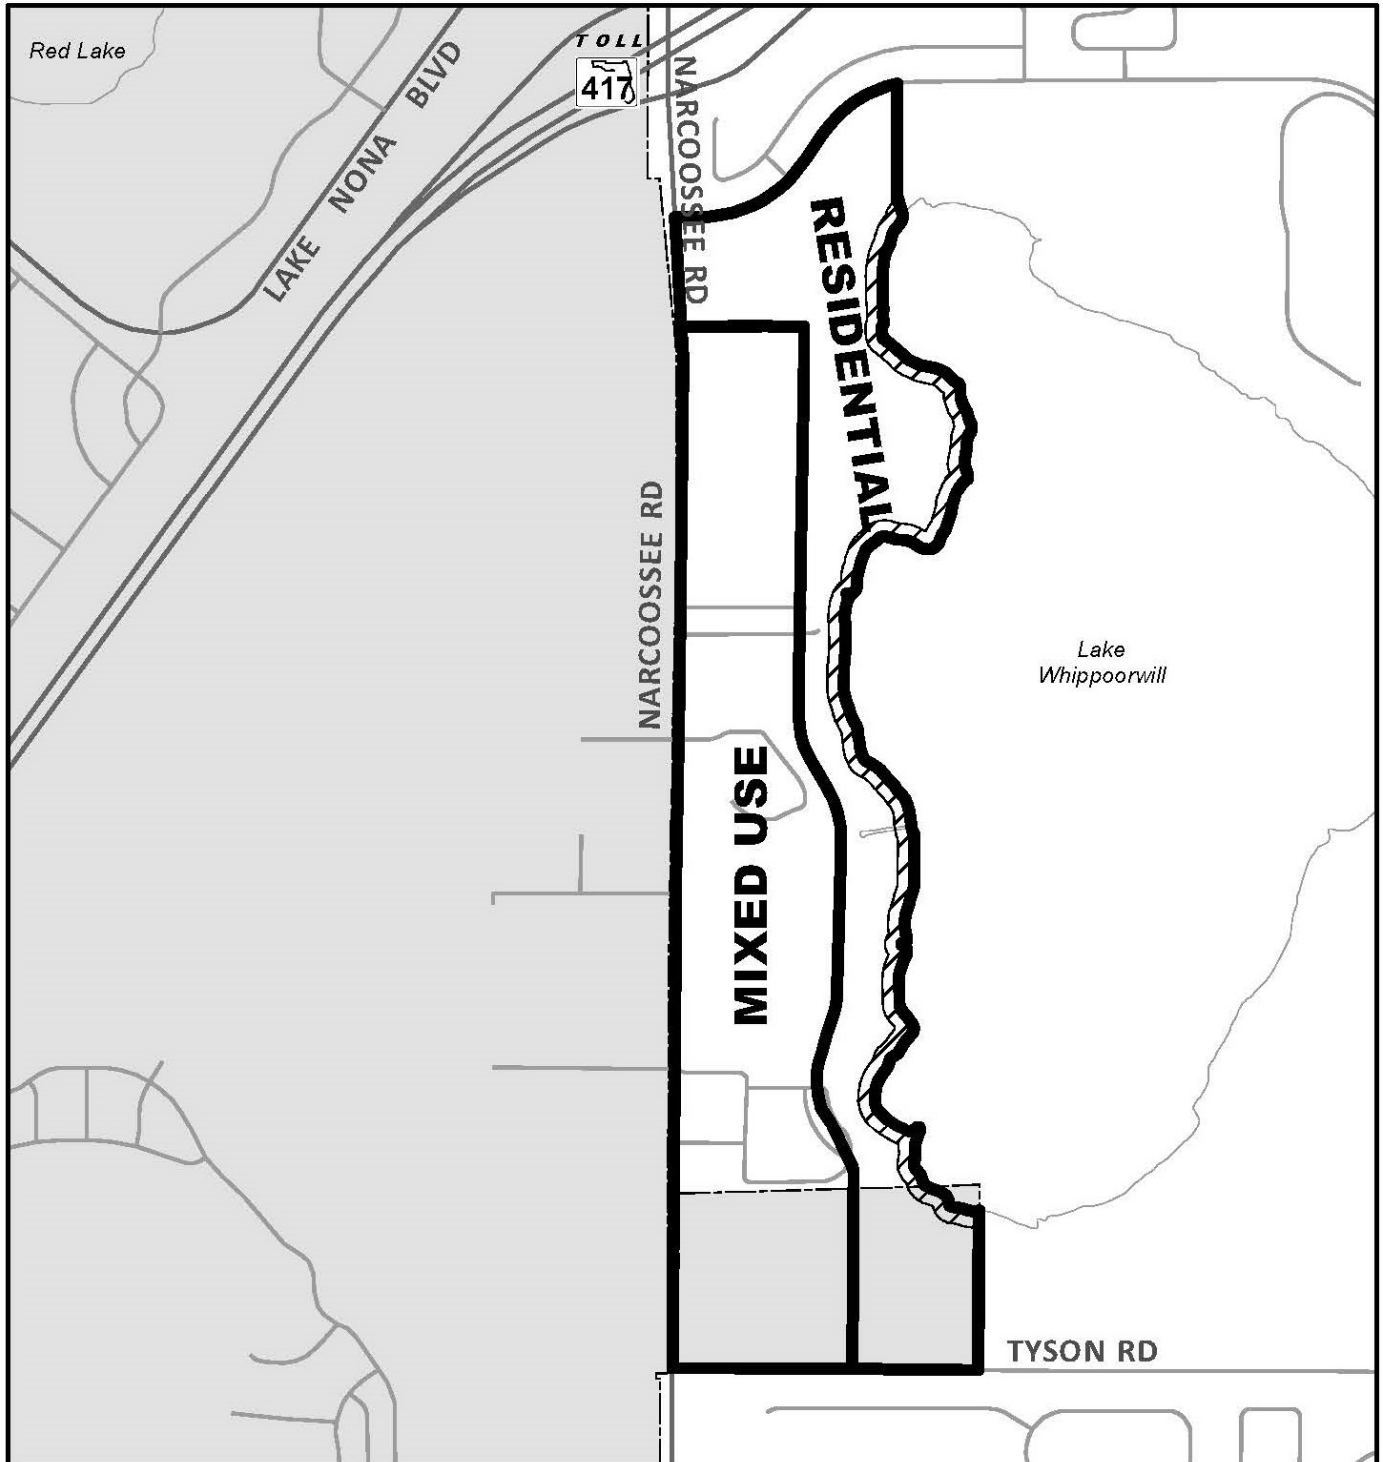 Red Lake
LAKE NONA BLVD
TOLL
417
NARCOOSSEE RD
RESIDENTIAL
NARCOOSSEE RD
Lake
Whippoorwill
MIXED USE
TYSON RD